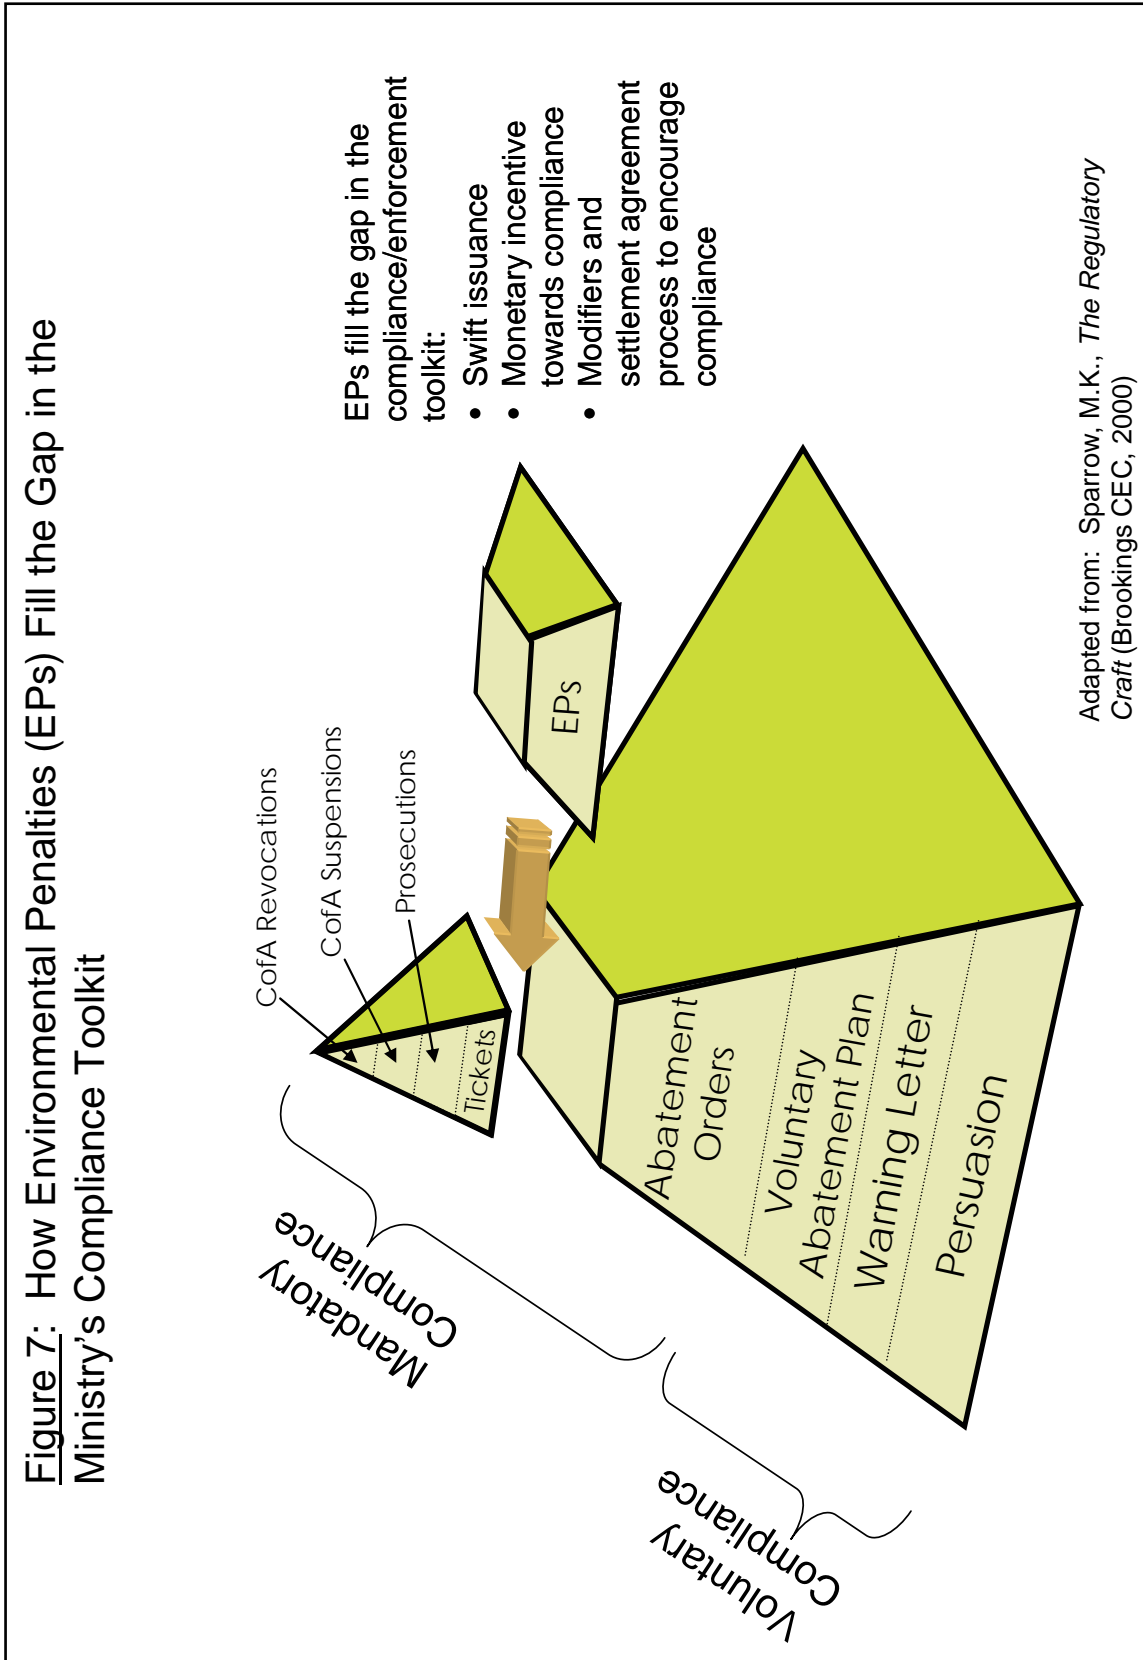 Figure 7: How Environmental Penalties (EPs) Fill the Gap in the
Ministry's Compliance Toolkit
CofA Revocations
CofA Suspensions
Prosecutions
Tickets
EPs
Abatement
Orders
Voluntary
Abatement Plan
Warning Letter
Persuasion
Mandatory
Compliance
Voluntary
Compliance
EPs fill the gap in the
compliance/enforcement
toolkit:
• Swift issuance
• Monetary incentive
towards compliance
• Modifiers and
settlement agreement
process to encourage
compliance
Adapted from: Sparrow, M.K., The Regulatory
Craft (Brookings CEC, 2000)